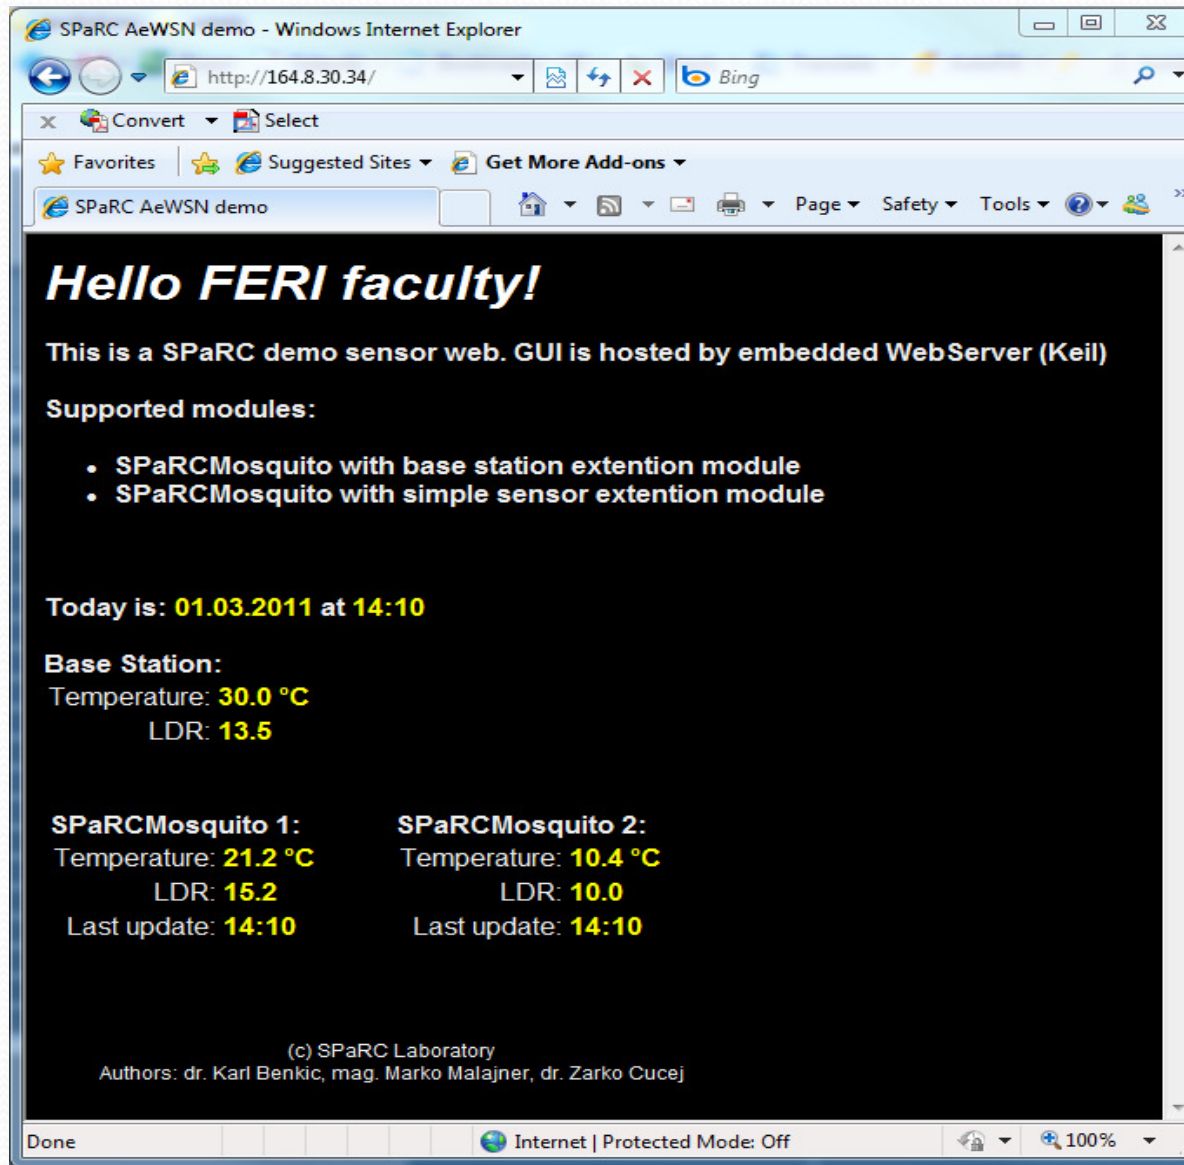 SPaRC AeWSN demo - Windows Internet Explorer
http://164.8.30.34/
Bing
x Convert Select
Favorites Suggested Sites Get More Add-ons
SPaRC AeWSN demo
Page Safety Tools
Hello FERI faculty!
This is a SPaRC demo sensor web. GUI is hosted by embedded WebServer (Keil)
Supported modules:
• SPaRCMosquito with base station extention module
• SPaRCMosquito with simple sensor extention module
Today is: 01.03.2011 at 14:10
Base Station:
Temperature: 30.0 °C
LDR: 13.5
SPaRCMosquito 1:
Temperature: 21.2 °C
LDR: 15.2
Last update: 14:10
SPaRCMosquito 2:
Temperature: 10.4 °C
LDR: 10.0
Last update: 14:10
(c) SPaRC Laboratory
Authors: dr. Karl Benkic, mag. Marko Malajner, dr. Zarko Cucej
Done
Internet | Protected Mode: Off
100%